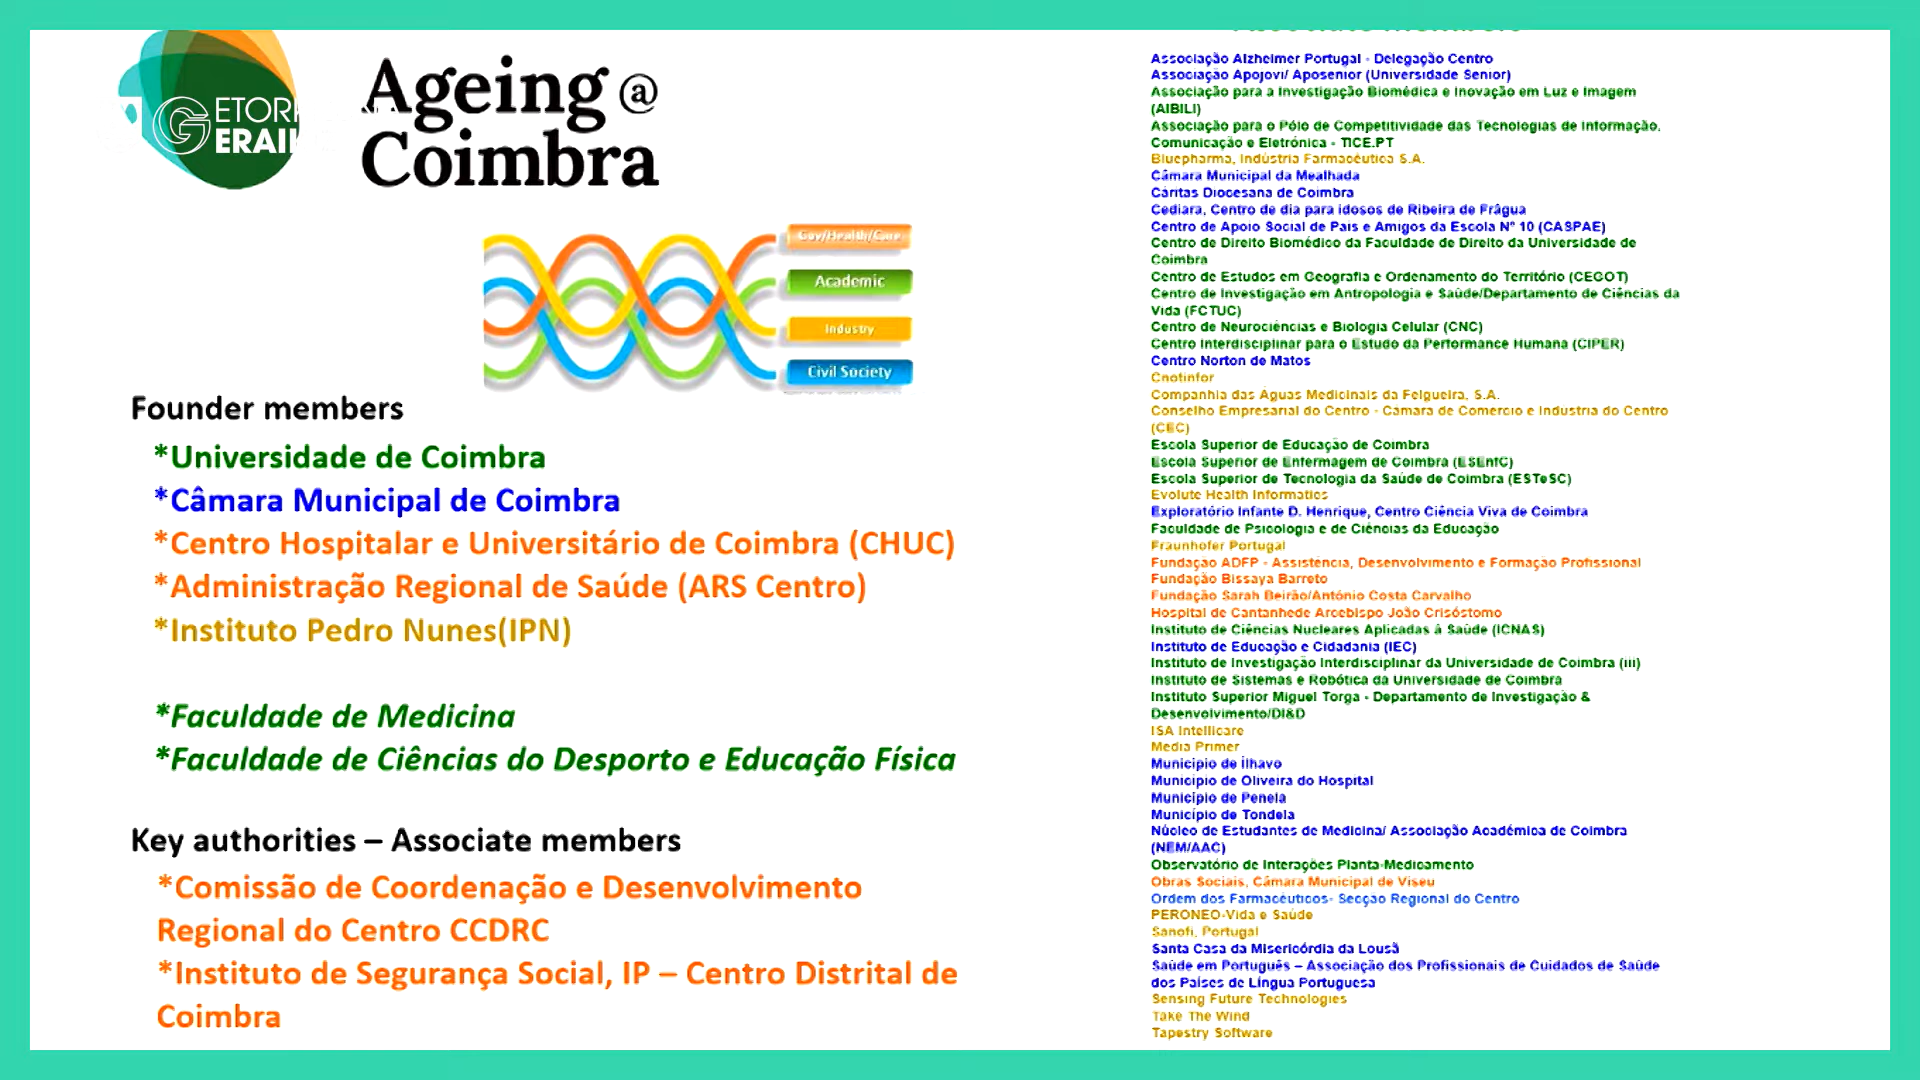 Ageing @
Coimbra
ETOR
ERAI
Gov/Health/Care
Academic
Industry
Civil Society
Founder members
*Universidade de Coimbra
*Câmara Municipal de Coimbra
*Centro Hospitalar e Universitário de Coimbra (CHUC)
*Administração Regional de Saúde (ARS Centro)
*Instituto Pedro Nunes(IPN)
*Faculdade de Medicina
*Faculdade de Ciências do Desporto e Educação Física
Key authorities – Associate members
*Comissão de Coordenação e Desenvolvimento
Regional do Centro CCDRC
*Instituto de Segurança Social, IP – Centro Distrital de
Coimbra
Associação Alzheimer Portugal - Delegação Centro
Associação Apojovi/ Aposenior (Universidade Senior)
Associação para a Investigação Biomédica e Inovação em Luz e Imagem
(AIBILI)
Associação para o Pólo de Competitividade das Tecnologias de Informação,
Comunicação e Eletrónica - TICE.PT
Bluepharma, Indústria Farmacêutica S.A.
Câmara Municipal da Mealhada
Cáritas Diocesana de Coimbra
Cediara, Centro de dia para idosos de Ribeira de Frágua
Centro de Apoio Social de Pais e Amigos da Escola Nº 10 (CASPAE)
Centro de Direito Biomédico da Faculdade de Direito da Universidade de
Coimbra
Centro de Estudos em Geografia e Ordenamento do Território (CEGOT)
Centro de Investigação em Antropologia e Saúde/Departamento de Ciências da
Vida (FCTUC)
Centro de Neurociências e Biologia Celular (CNC)
Centro Interdisciplinar para o Estudo da Performance Humana (CIPER)
Centro Norton de Matos
Cnotinfor
Companhia das Águas Medicinais da Felgueira, S.A.
Conselho Empresarial do Centro - Câmara de Comércio e Indústria do Centro
(CEC)
Escola Superior de Educação de Coimbra
Escola Superior de Enfermagem de Coimbra (ESEnfC)
Escola Superior de Tecnologia da Saúde de Coimbra (ESTeSC)
Evolute Health Informatics
Exploratório Infante D. Henrique, Centro Ciência Viva de Coimbra
Faculdade de Psicologia e de Ciências da Educação
Fraunhofer Portugal
Fundação ADFP - Assistência, Desenvolvimento e Formação Profissional
Fundação Bissaya Barreto
Fundação Sarah Beirão/António Costa Carvalho
Hospital de Cantanhede Arcebispo João Crisóstomo
Instituto de Ciências Nucleares Aplicadas à Saúde (ICNAS)
Instituto de Educação e Cidadania (IEC)
Instituto de Investigação Interdisciplinar da Universidade de Coimbra (iii)
Instituto de Sistemas e Robótica da Universidade de Coimbra
Instituto Superior Miguel Torga - Departamento de Investigação &
Desenvolvimento/DI&D
ISA Intellicare
Media Primer
Município de Ílhavo
Município de Oliveira do Hospital
Município de Penela
Município de Tondela
Núcleo de Estudantes de Medicina/ Associação Académica de Coimbra
(NEM/AAC)
Observatório de Interações Planta-Medicamento
Obras Sociais, Câmara Municipal de Viseu
Ordem dos Farmacêuticos- Secção Regional do Centro
PERONEO-Vida e Saúde
Sanofi, Portugal
Santa Casa da Misericórdia da Lousã
Saúde em Português – Associação dos Profissionais de Cuidados de Saúde
dos Países de Língua Portuguesa
Sensing Future Technologies
Take The Wind
Tapestry Software